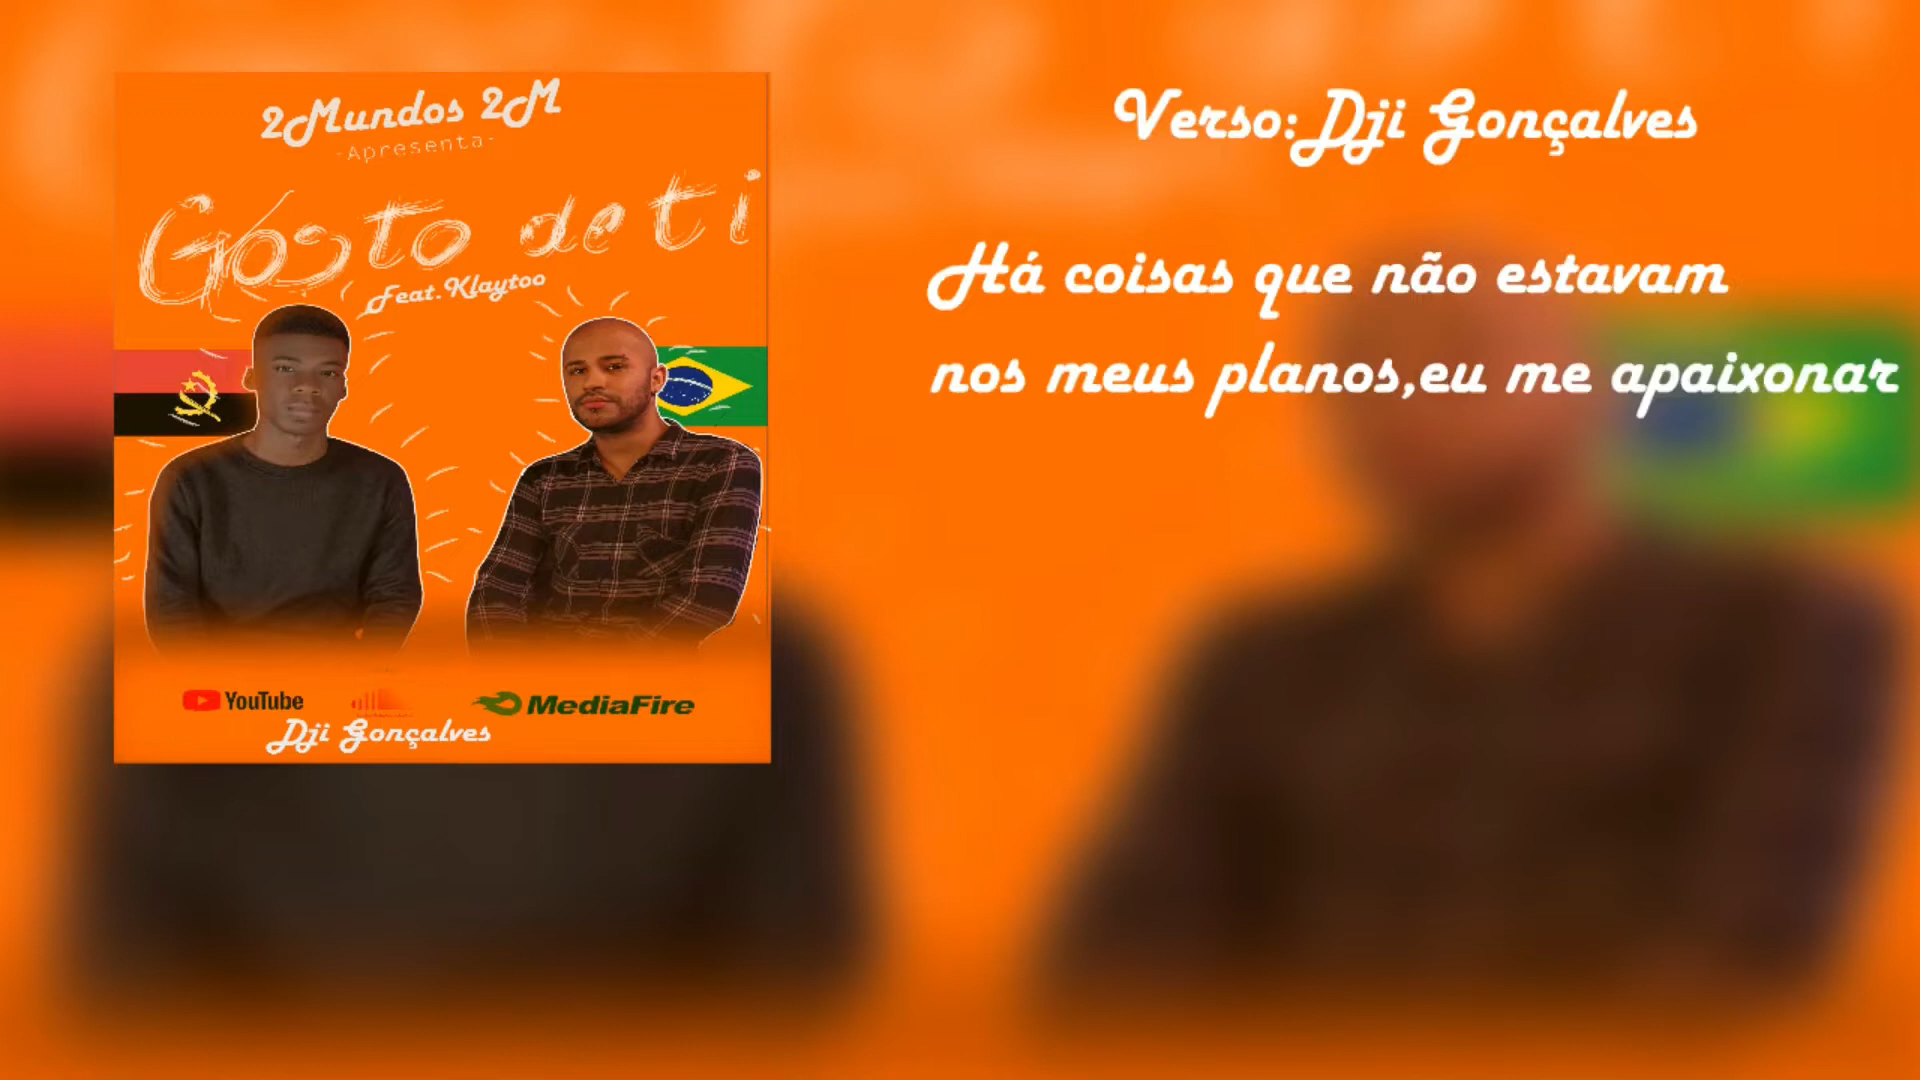 2Mundos 2M
-Apresenta-
Gosto de ti
Feat.Klaytoo
YouTube
MediaFire
Dji Gonçalves
Verso:Dji Gonçalves
Há coisas que não estavam
nos meus planos,eu me apaixonar